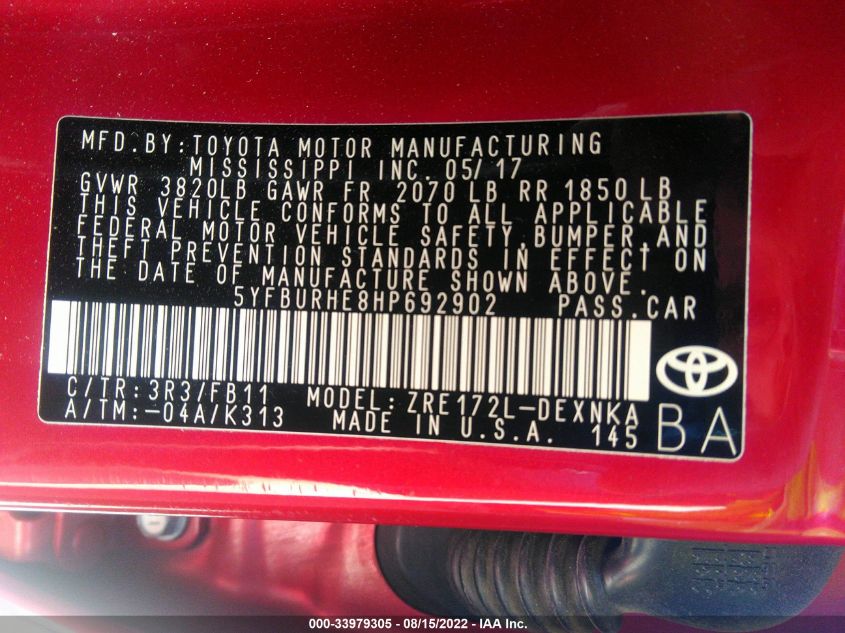 MFD.BY:TOYOTA MOTOR MANUFACTURING
MISSISSIPPI INC. 05/17
GVWR 3820LB GAWR FR 2070 LB RR 1850 LB
THIS VEHICLE CONFORMS TO ALL APPLICABLE
FEDERAL MOTOR VEHICLE SAFETY,BUMPER,AND
THEFT PREVENTION STANDARDS IN EFFECT ON
THE DATE OF MANUFACTURE SHOWN ABOVE.
5YFBURHE8HP692902 PASS.CAR
C/TR:3R3/FB11 MODEL:ZRE172L-DEXNKA
A/TM:-04A/K313 MADE IN U.S.A. 145
BA
000-33979305 - 08/15/2022 - IAA Inc.